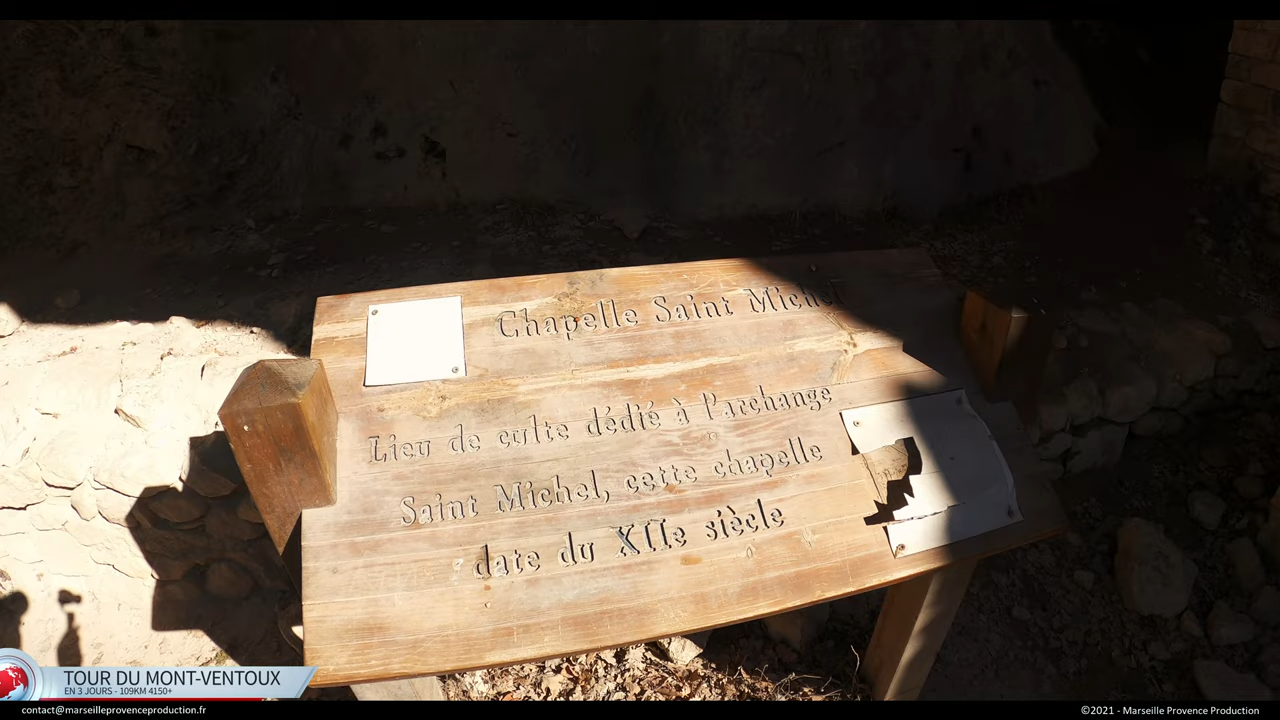 Chapelle Saint Michel
Lieu de culte dédié à l'archange
Saint Michel, cette chapelle
date du XIIe siècle
TOUR DU MONT-VENTOUX
EN 3 JOURS - 109KM 4150+
contact@marseilleprovenceproduction.fr
©2021 - Marseille Provence Production